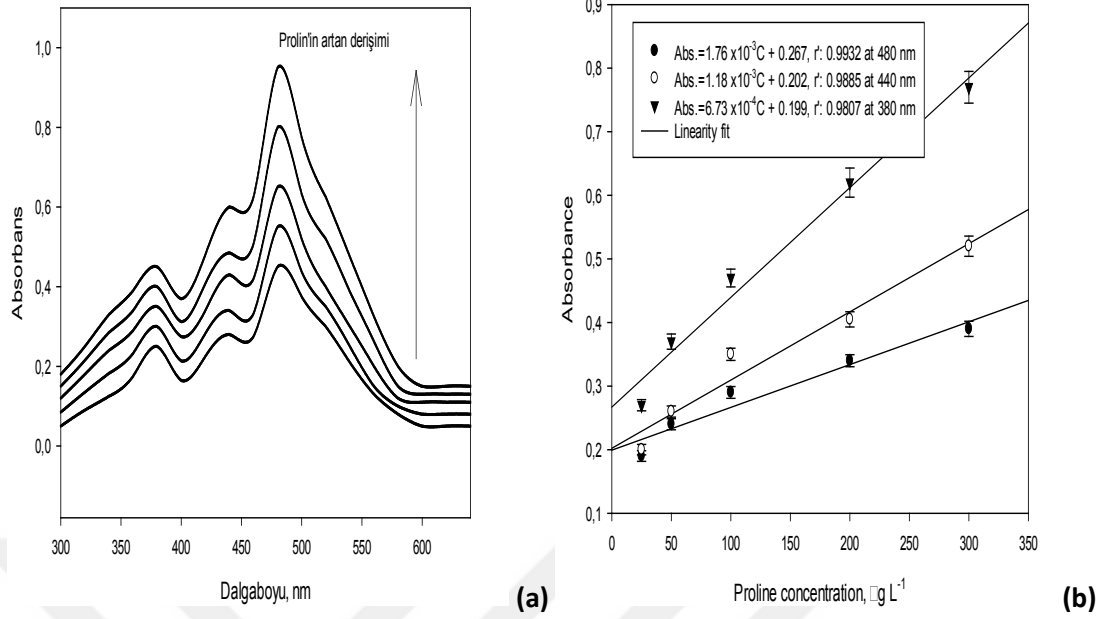 Prolin'in artan derişimi
1,0
0,8
0,6
0,4
0,2
0,0
Absorbans
300 350 400 450 500 550 600
Dalgaboyu, nm
(a)
0,9
0,8
0,7
0,6
0,5
0,4
0,3
0,2
0,1
Absorbance
Abs.=1.76 x10⁻³C + 0.267, r': 0.9932 at 480 nm
Abs.=1.18 x10⁻³C + 0.202, r': 0.9885 at 440 nm
Abs.=6.73 x10⁻⁴C + 0.199, r': 0.9807 at 380 nm
Linearity fit
0 50 100 150 200 250 300 350
Proline concentration, □g L⁻¹
(b)